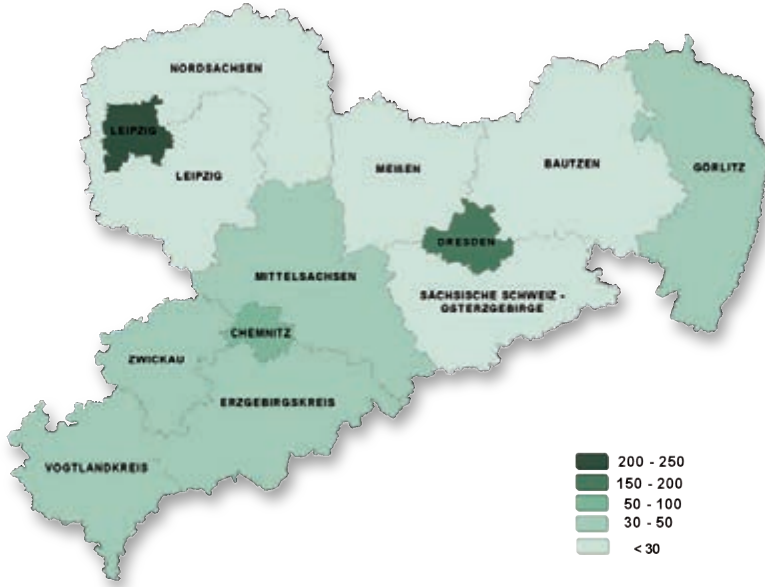 NORDSACHSEN
LEIPZIG
LEIPZIG
MEIßEN
BAUTZEN
GÖRLITZ
DRESDEN
MITTELSACHSEN
SÄCHSISCHE SCHWEIZ -
OSTERZGEBIRGE
CHEMNITZ
ZWICKAU
ERZGEBIRGSKREIS
VOGTLANDKREIS
200 - 250
150 - 200
50 - 100
30 - 50
< 30